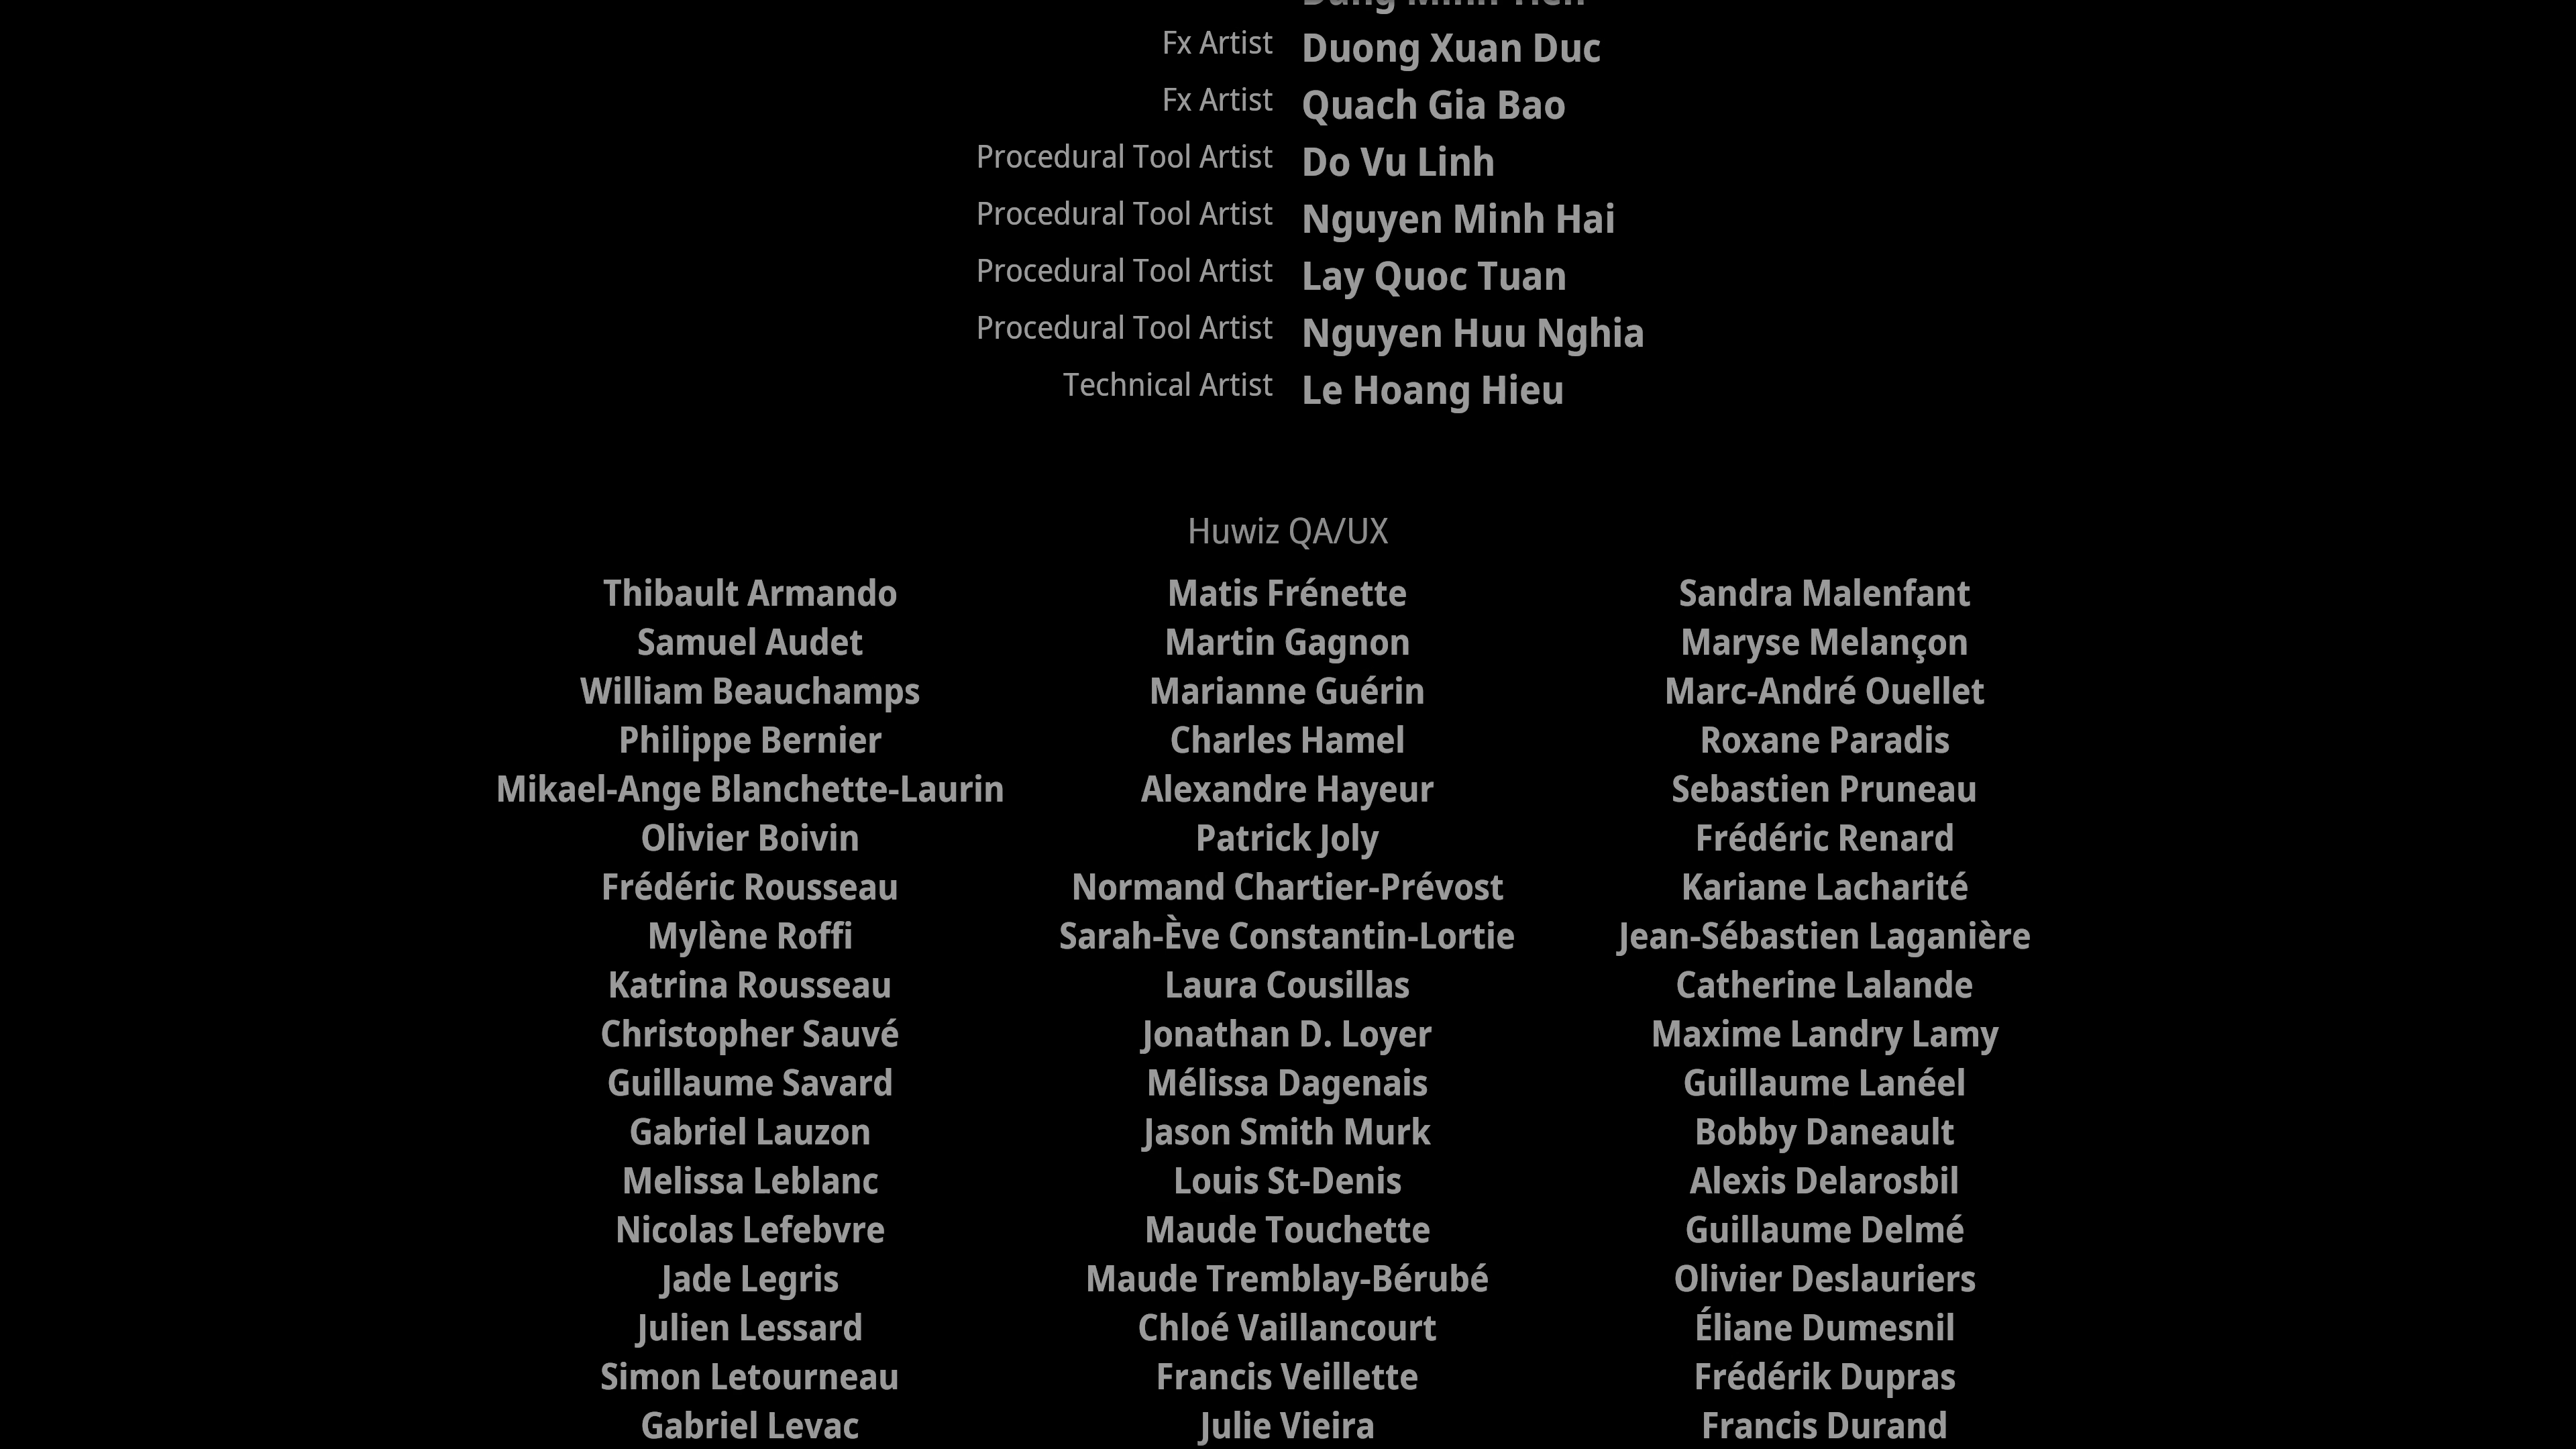 Fx Artist Duong Xuan Duc
Fx Artist Quach Gia Bao
Procedural Tool Artist Do Vu Linh
Procedural Tool Artist Nguyen Minh Hai
Procedural Tool Artist Lay Quoc Tuan
Procedural Tool Artist Nguyen Huu Nghia
Technical Artist Le Hoang Hieu
Huwiz QA/UX
Thibault Armando Matis Frénette Sandra Malenfant
Samuel Audet Martin Gagnon Maryse Melançon
William Beauchamps Marianne Guérin Marc-André Ouellet
Philippe Bernier Charles Hamel Roxane Paradis
Mikael-Ange Blanchette-Laurin Alexandre Hayeur Sebastien Pruneau
Olivier Boivin Patrick Joly Frédéric Renard
Frédéric Rousseau Normand Chartier-Prévost Kariane Lacharité
Mylène Roffi Sarah-Ève Constantin-Lortie Jean-Sébastien Laganière
Katrina Rousseau Laura Cousillas Catherine Lalande
Christopher Sauvé Jonathan D. Loyer Maxime Landry Lamy
Guillaume Savard Mélissa Dagenais Guillaume Lanéel
Gabriel Lauzon Jason Smith Murk Bobby Daneault
Melissa Leblanc Louis St-Denis Alexis Delarosbil
Nicolas Lefebvre Maude Touchette Guillaume Delmé
Jade Legris Maude Tremblay-Bérubé Olivier Deslauriers
Julien Lessard Chloé Vaillancourt Éliane Dumesnil
Simon Letourneau Francis Veillette Frédérik Dupras
Gabriel Levac Julie Vieira Francis Durand